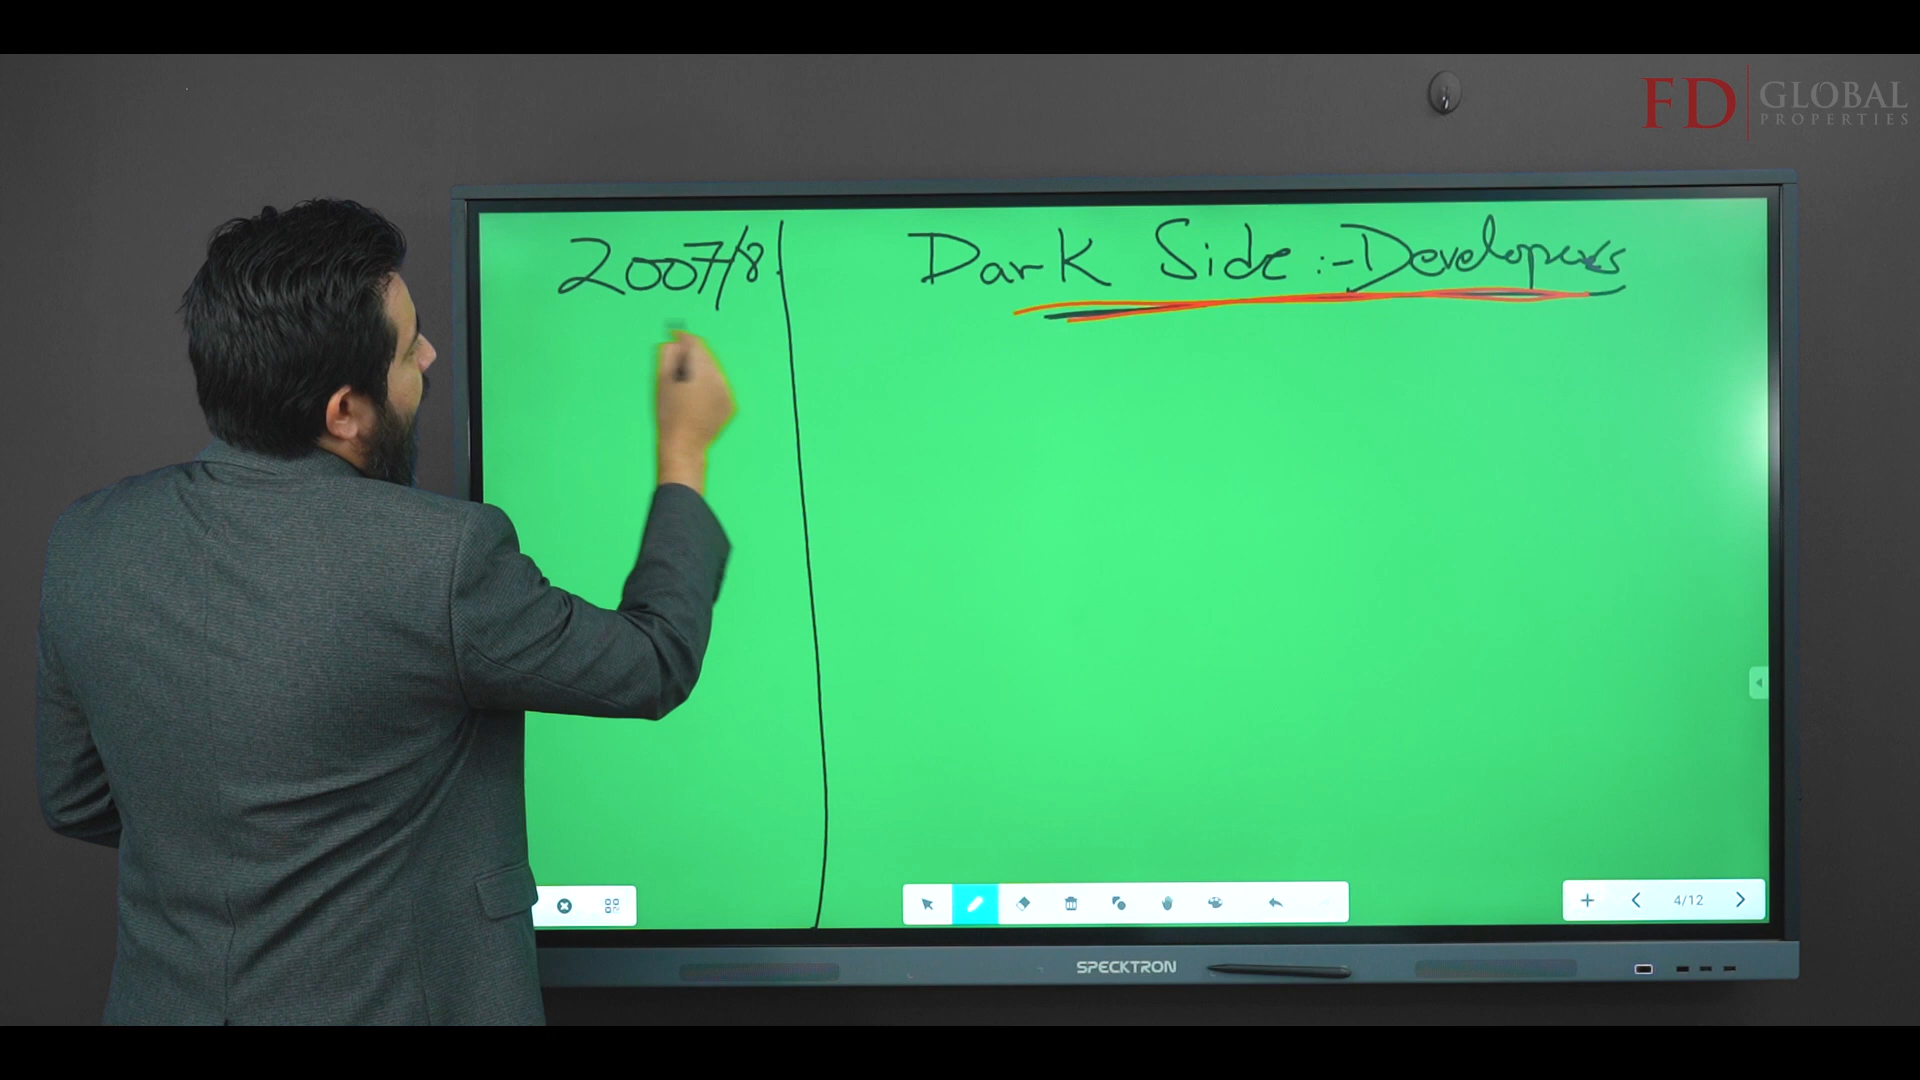 FD GLOBAL
PROPERTIES
2007/8
Dark Side :- Developers
4/12
SPECKTRON